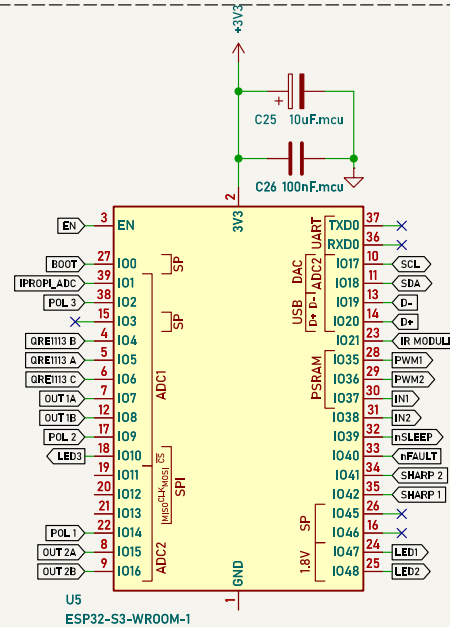 +3V3
+
C25 10uF.mcu
C26 100nF.mcu
2
3V3
EN 3 EN
BOOT 27 IO0 SP
IPROPI_ADC 39 IO1
POL 3 38 IO2
15 IO3 SP
QRE1113 B 4 IO4
QRE1113 A 5 IO5
QRE1113 C 6 IO6
OUT 1A 7 IO7
OUT 1B 12 IO8
POL 2 17 IO9
LED3 18 IO10
19 IO11
20 IO12
21 IO13
POL 1 22 IO14
OUT 2A 8 IO15
OUT 2B 9 IO16
ADC1
ADC2
MISO CLK MOSI CS
SPI
UART TXD0 37
RXD0 36
IO17 10 SCL
IO18 11 SDA
IO19 13 D-
IO20 14 D+
IO21 23 IR MODULE
IO35 28 PWM1
IO36 29 PWM2
IO37 30 IN1
IO38 31 IN2
IO39 32 nSLEEP
IO40 33 nFAULT
IO41 34 SHARP 2
IO42 35 SHARP 1
IO45 26
IO46 16
IO47 24 LED1
IO48 25 LED2
DAC
ADC2
USB
D+ D-
PSRAM
SP
1.8V
GND
1
U5
ESP32-S3-WROOM-1